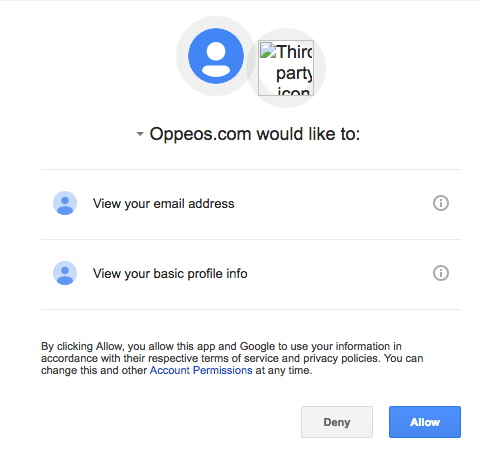 Third
party
icon
Oppeos.com would like to:
View your email address
View your basic profile info
By clicking Allow, you allow this app and Google to use your information in
accordance with their respective terms of service and privacy policies. You can
change this and other Account Permissions at any time.
Deny Allow